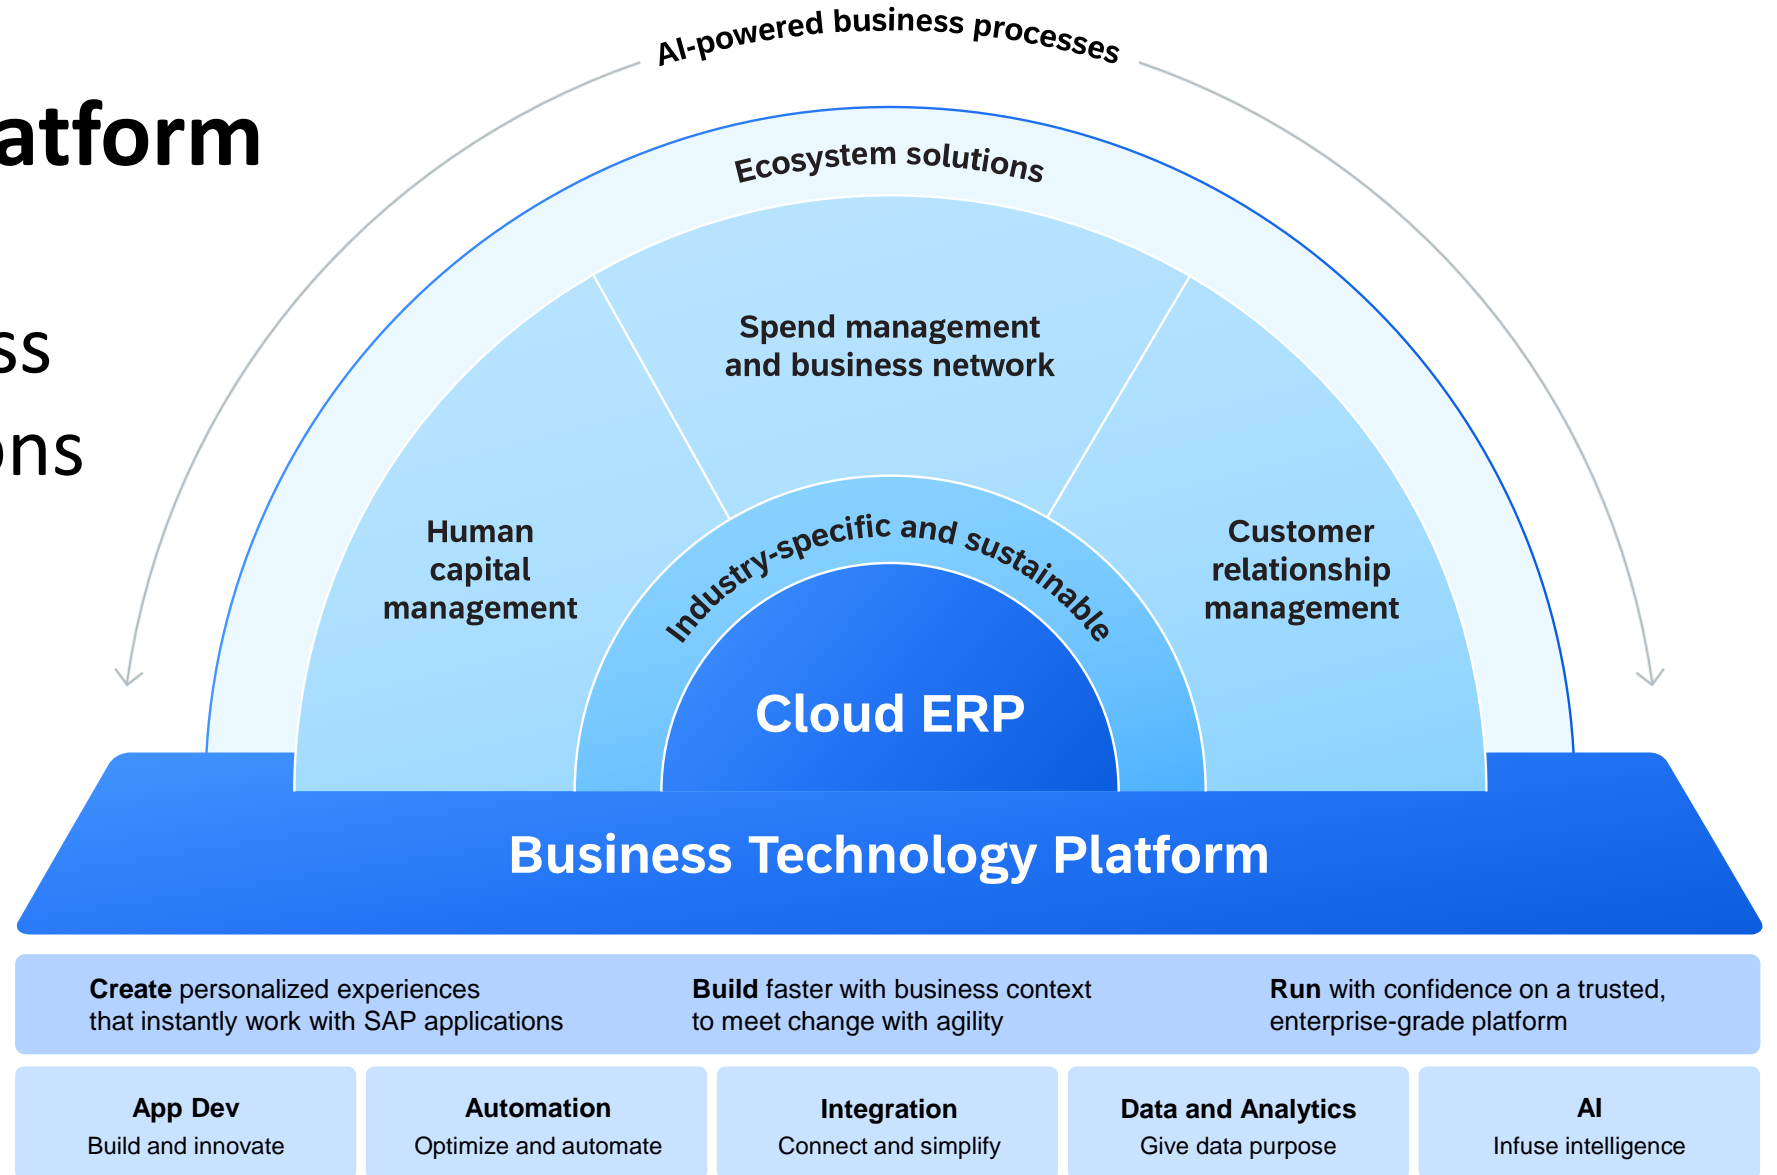 AI-powered business processes
atform
Ecosystem solutions
ss
ons
Spend management
and business network
Human
capital
management
Industry-specific and sustainable
Customer
relationship
management
Cloud ERP
Business Technology Platform
Create personalized experiences
that instantly work with SAP applications
Build faster with business context
to meet change with agility
Run with confidence on a trusted,
enterprise-grade platform
App Dev
Build and innovate
Automation
Optimize and automate
Integration
Connect and simplify
Data and Analytics
Give data purpose
AI
Infuse intelligence